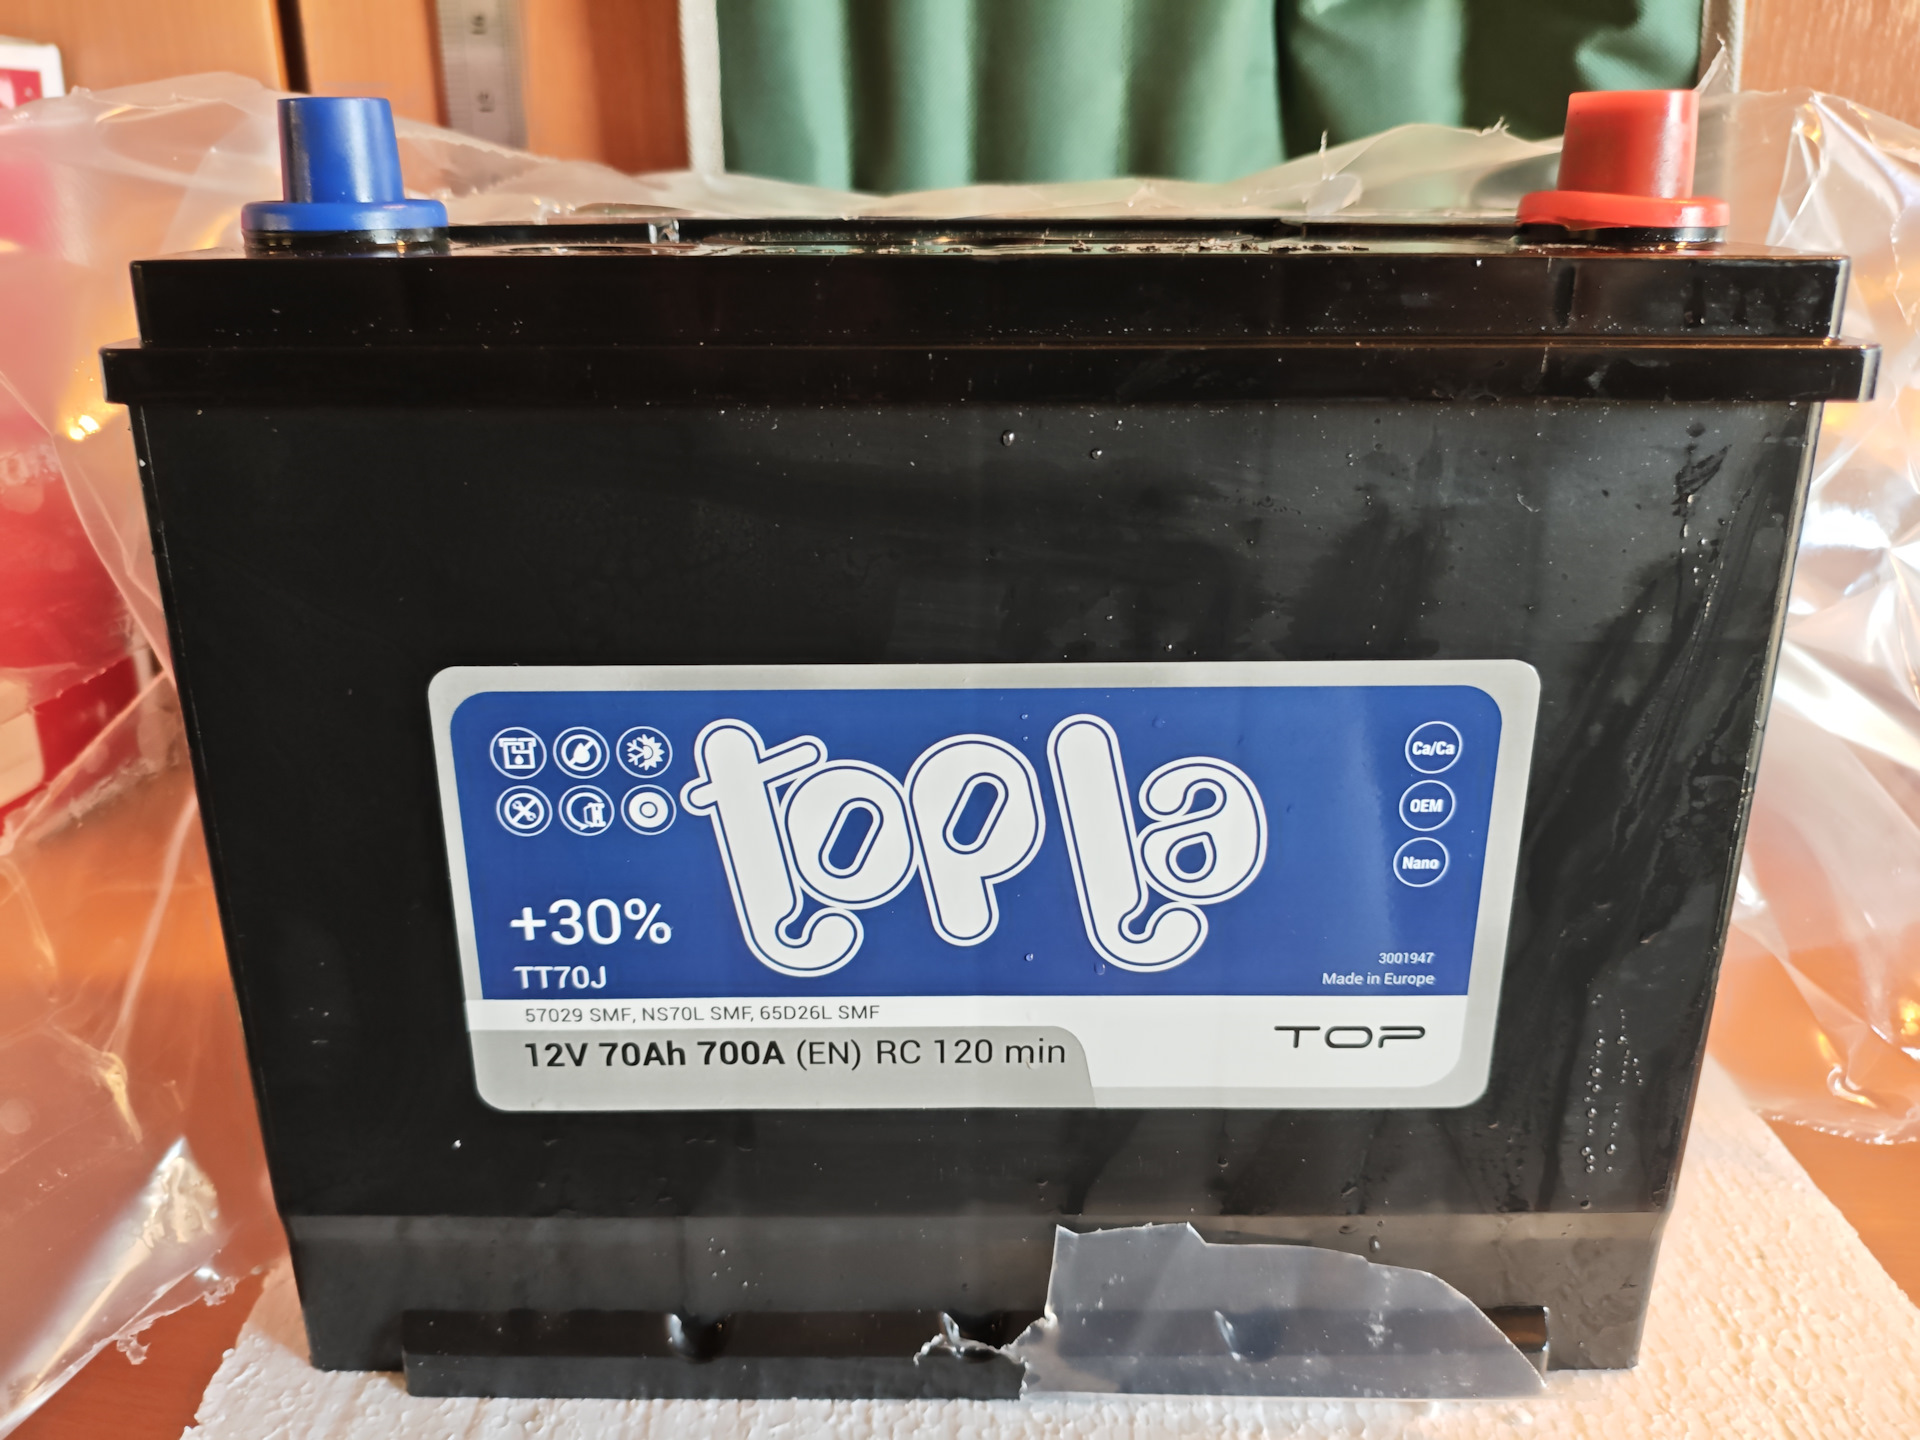 topla
Ca/Ca
OEM
Nano
+30%
TT70J
3001947
Made in Europe
57029 SMF, NS70L SMF, 65D26L SMF
12V 70Ah 700A (EN) RC 120 min
TOP